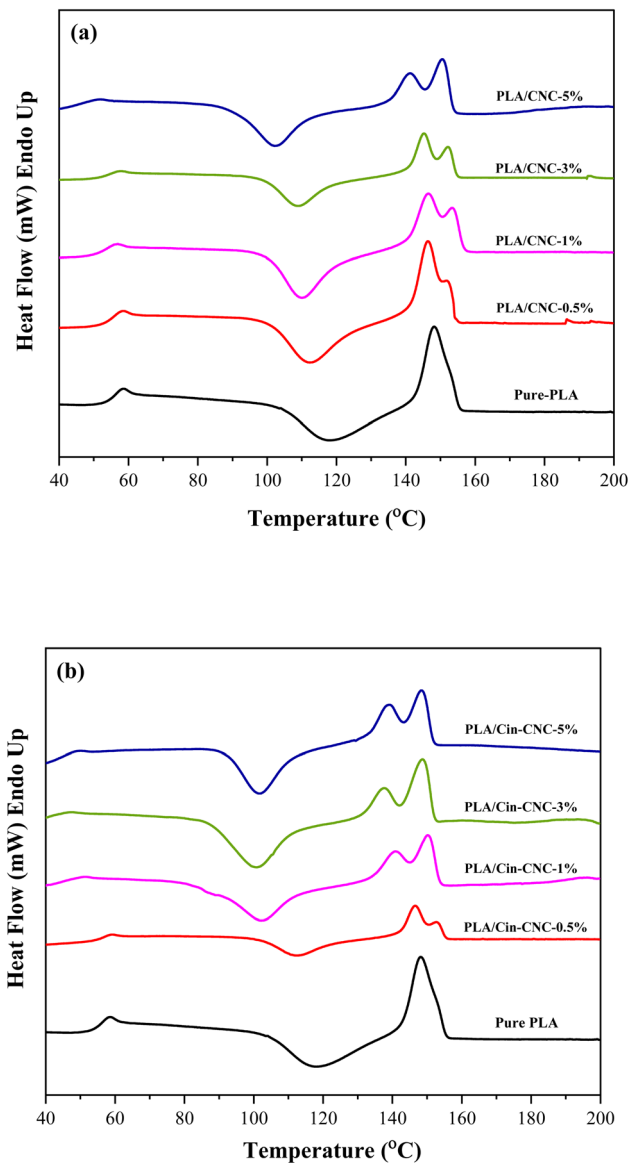 (a)
PLA/CNC-5%
PLA/CNC-3%
PLA/CNC-1%
PLA/CNC-0.5%
Pure-PLA
Heat Flow (mW) Endo Up
40 60 80 100 120 140 160 180 200
Temperature (°C)
(b)
PLA/Cin-CNC-5%
PLA/Cin-CNC-3%
PLA/Cin-CNC-1%
PLA/Cin-CNC-0.5%
Pure PLA
Heat Flow (mW) Endo Up
40 60 80 100 120 140 160 180 200
Temperature (°C)